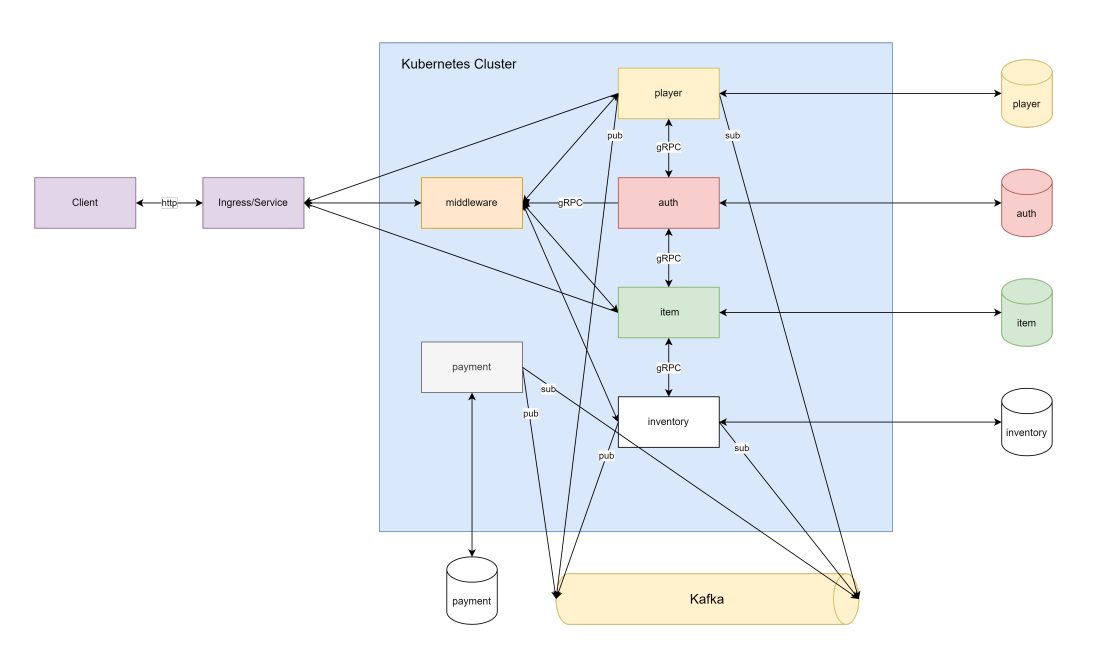 Kubernetes Cluster
player
player
pub
sub
gRPC
Client
http
Ingress/Service
middleware
gRPC
auth
auth
gRPC
item
item
payment
gRPC
sub
pub
inventory
inventory
pub
sub
payment
Kafka